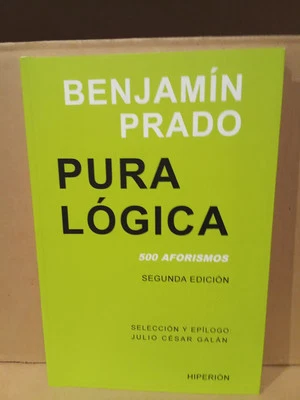 BENJAMÍN
PRADO
PURA
LÓGICA
500 AFORISMOS
SEGUNDA EDICIÓN
SELECCIÓN Y EPÍLOGO
JULIO CÉSAR GALÁN
HIPERIÓN